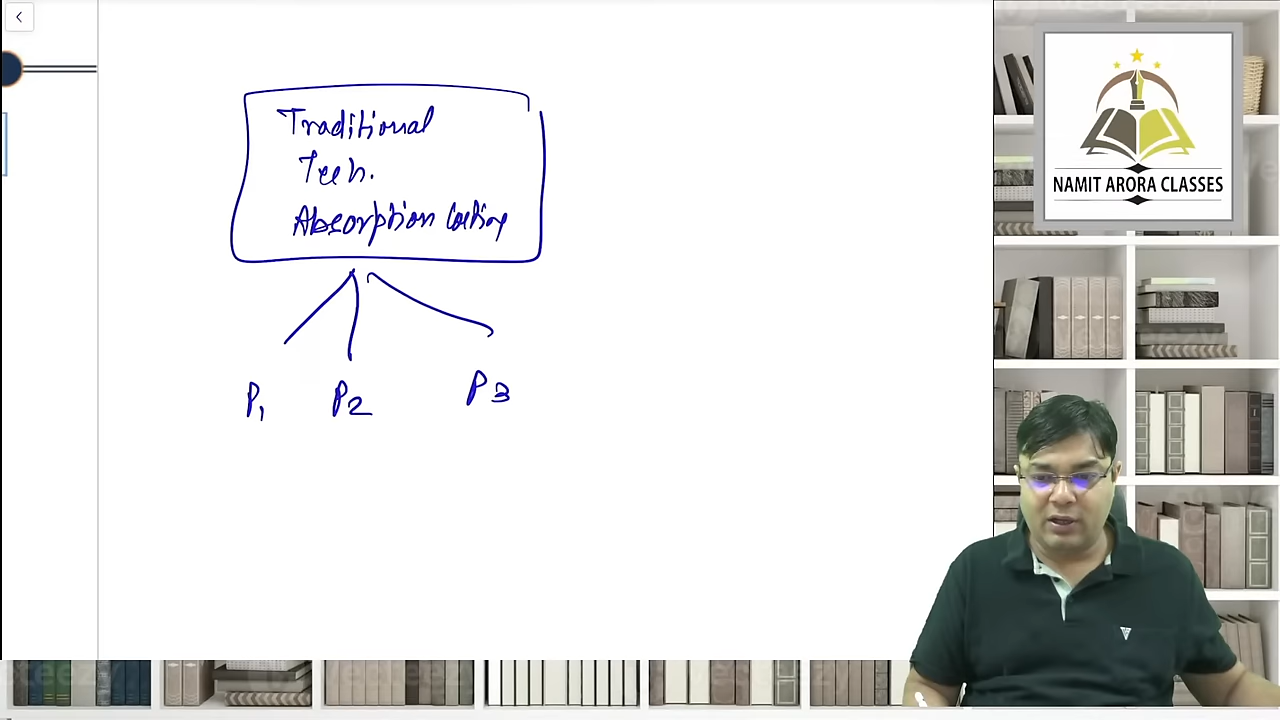 Traditional
Tech.
Absorption Costing
P1 P2 P3
NAMIT ARORA CLASSES